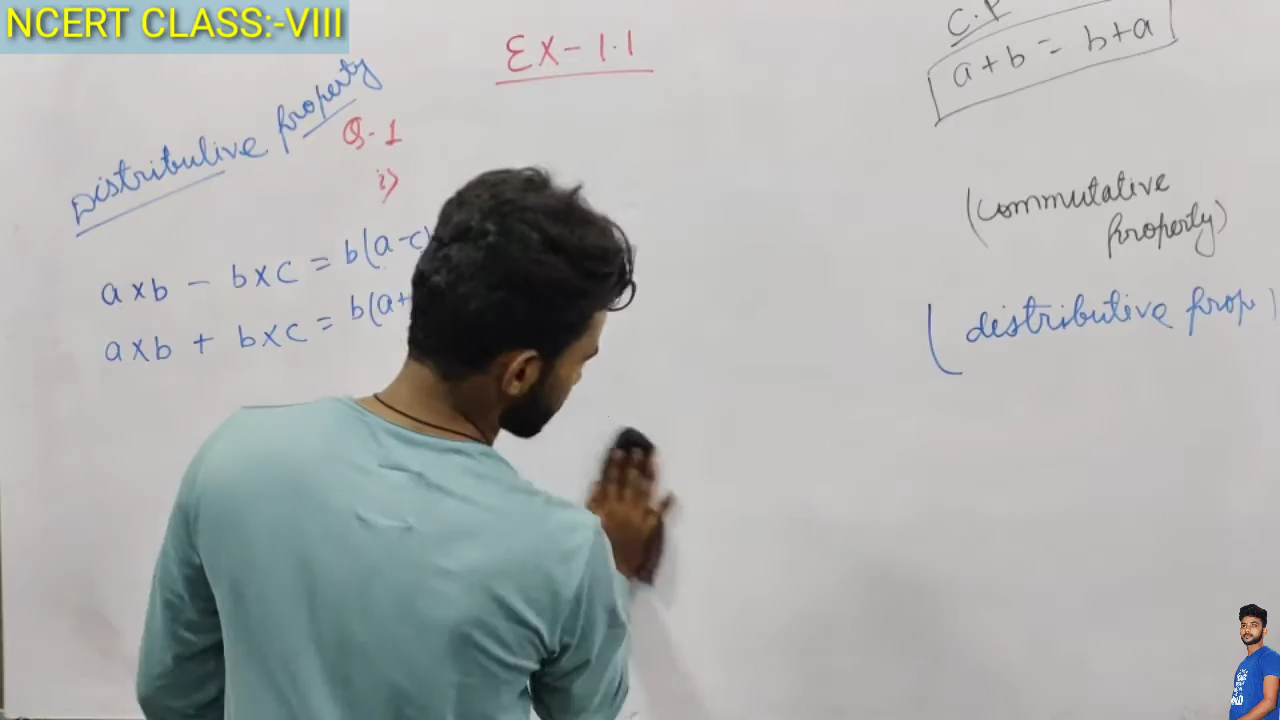 NCERT CLASS:-VIII
EX-1.1
C.P
a+b = b+a
Distributive property
Q.1
i)
(commutative
property)
a×b - b×c = b(a-c)
a×b + b×c = b(a+
(distributive prop)